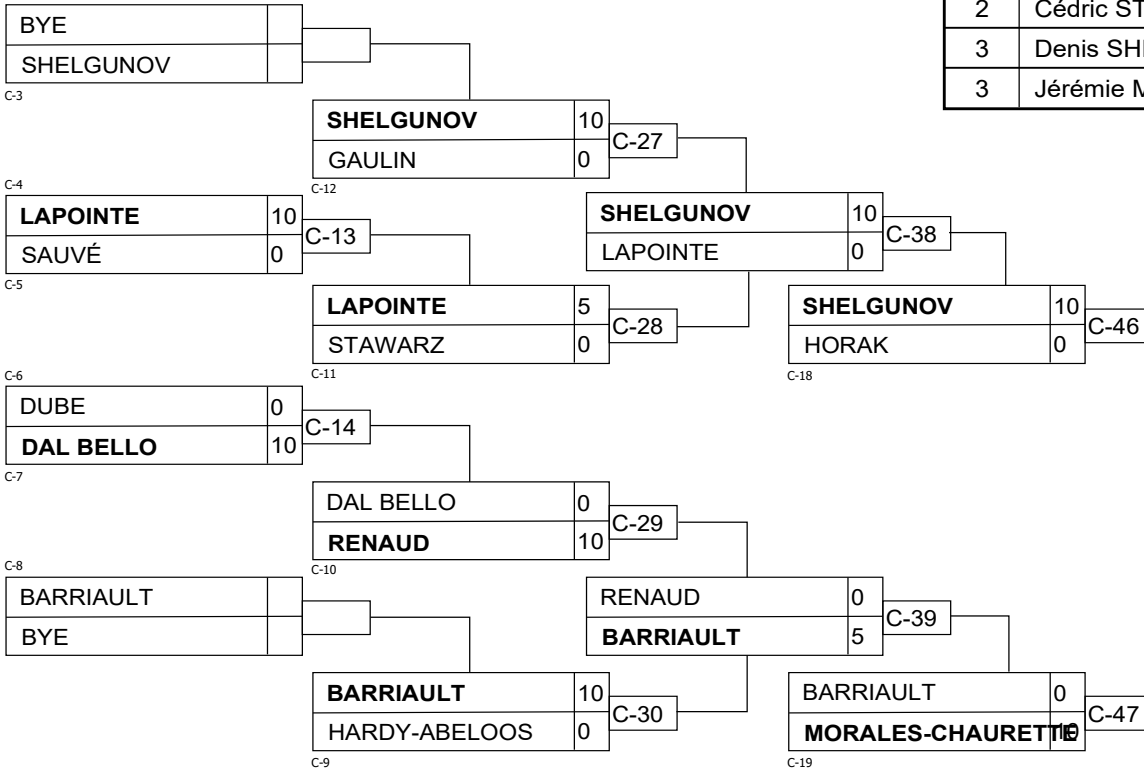 2 Cédric ST
3 Denis SH
3 Jérémie M
BYE
SHELGUNOV
C-3
SHELGUNOV 10
C-27
GAULIN 0
C-12
C-4
LAPOINTE 10
C-13
SAUVÉ 0
C-5
SHELGUNOV 10
C-38
LAPOINTE 0
LAPOINTE 5
C-28
STAWARZ 0
C-11
SHELGUNOV 10
C-46
HORAK 0
C-18
C-6
DUBE 0
C-14
DAL BELLO 10
C-7
DAL BELLO 0
C-29
RENAUD 10
C-10
C-8
BARRIAULT
BYE
RENAUD 0
C-39
BARRIAULT 5
BARRIAULT 10
C-30
HARDY-ABELOOS 0
C-9
BARRIAULT 0
C-47
MORALES-CHAURETTE 10
C-19